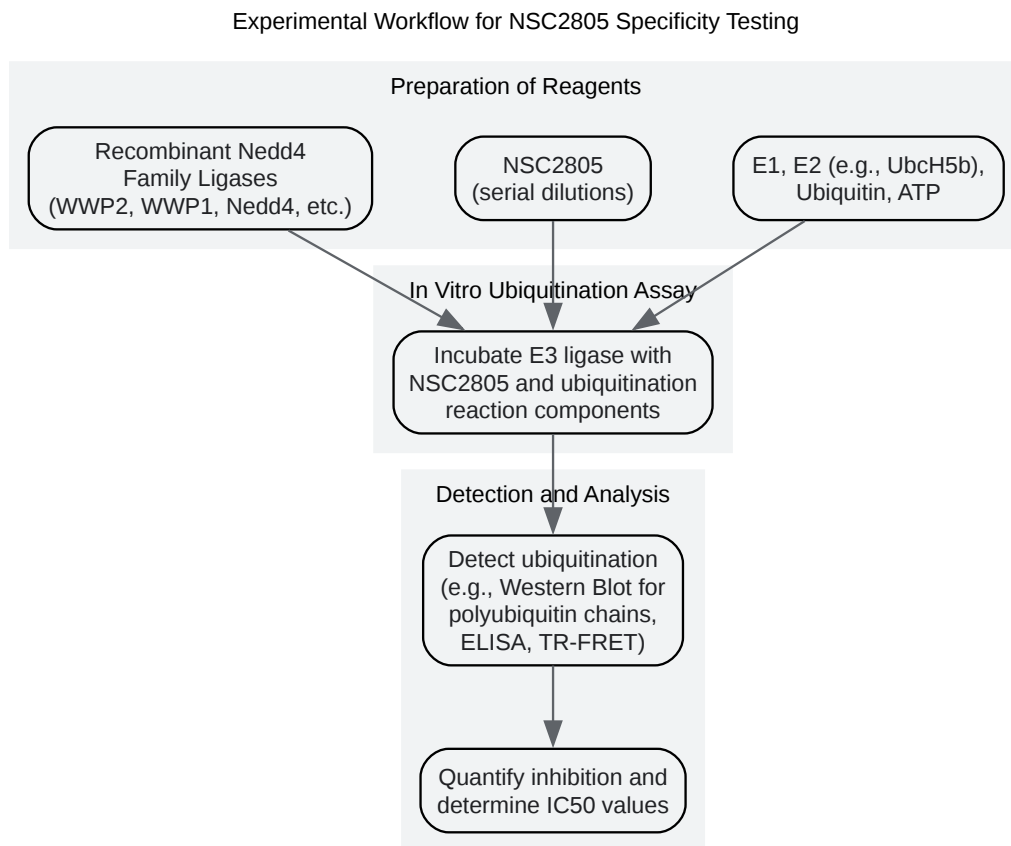 Experimental Workflow for NSC2805 Specificity Testing
Preparation of Reagents
Recombinant Nedd4
Family Ligases
(WWP2, WWP1, Nedd4, etc.)
NSC2805
(serial dilutions)
E1, E2 (e.g., UbcH5b),
Ubiquitin, ATP
In Vitro Ubiquitination Assay
Incubate E3 ligase with
NSC2805 and ubiquitination
reaction components
Detection and Analysis
Detect ubiquitination
(e.g., Western Blot for
polyubiquitin chains,
ELISA, TR-FRET)
Quantify inhibition and
determine IC50 values